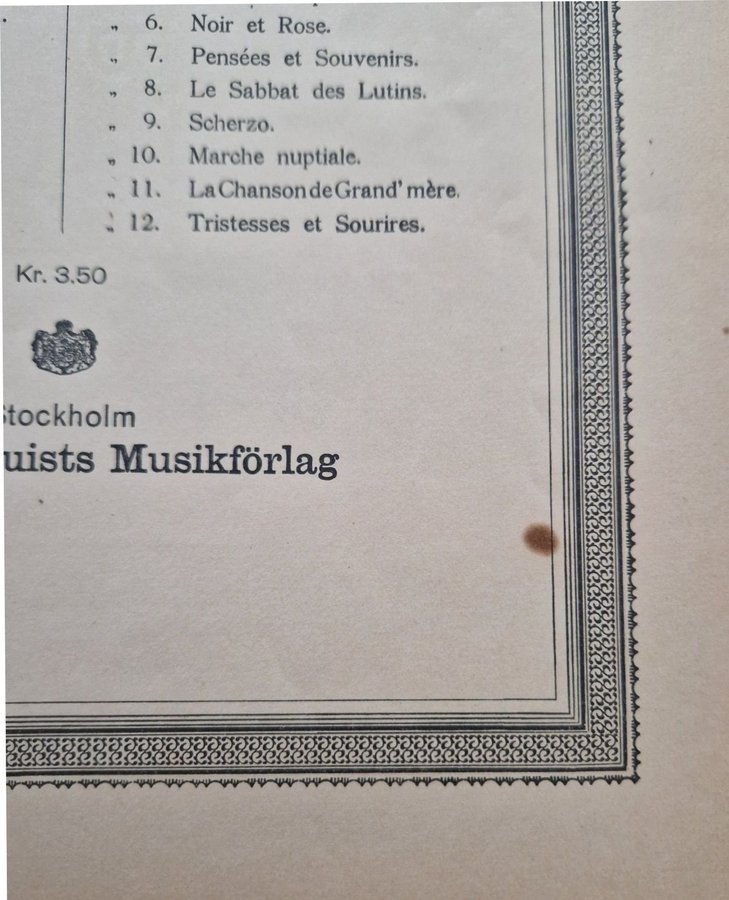 „ 6. Noir et Rose.
„ 7. Pensées et Souvenirs.
„ 8. Le Sabbat des Lutins.
„ 9. Scherzo.
„ 10. Marche nuptiale.
„ 11. La Chanson de Grand' mère.
„ 12. Tristesses et Sourires.
Kr. 3.50
Stockholm
uists Musikförlag